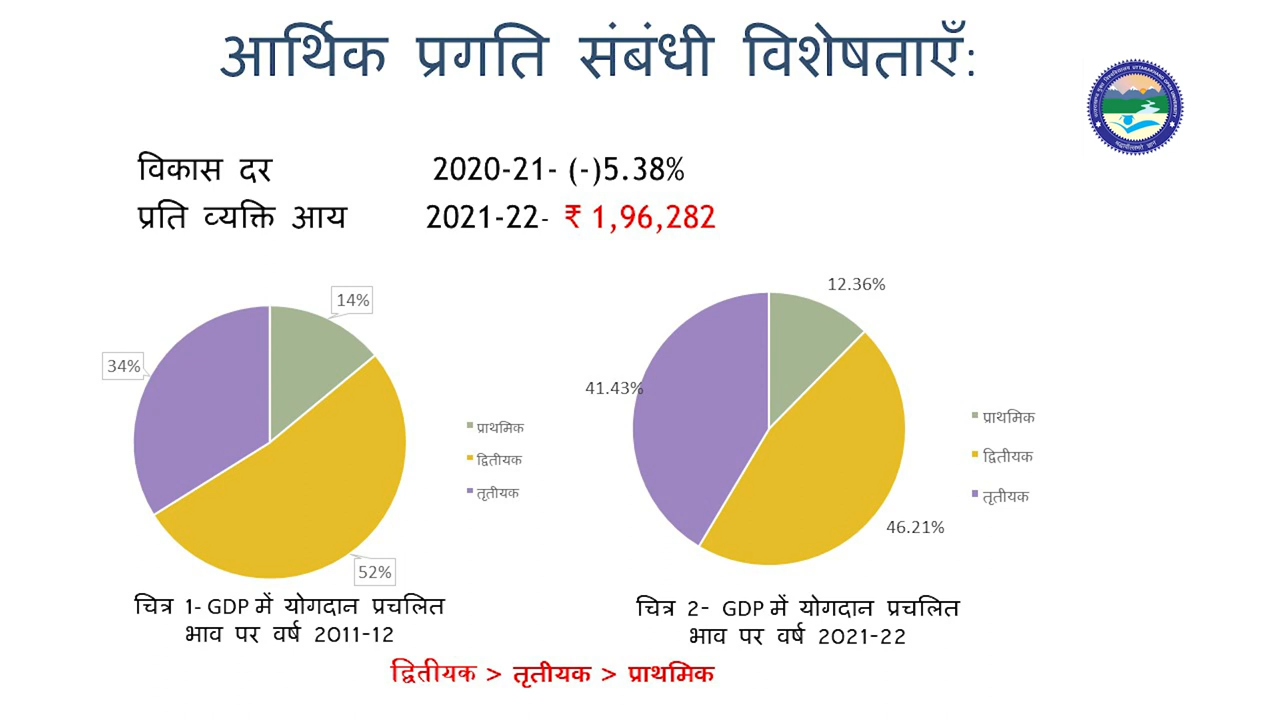 आर्थिक प्रगति संबंधी विशेषताएँ:
विकास दर 2020-21- (-)5.38%
प्रति व्यक्ति आय 2021-22- ₹ 1,96,282
14%
34%
52%
प्राथमिक
द्वितीयक
तृतीयक
चित्र 1- GDP में योगदान प्रचलित
भाव पर वर्ष 2011-12
12.36%
41.43%
46.21%
प्राथमिक
द्वितीयक
तृतीयक
चित्र 2- GDP में योगदान प्रचलित
भाव पर वर्ष 2021-22
द्वितीयक > तृतीयक > प्राथमिक